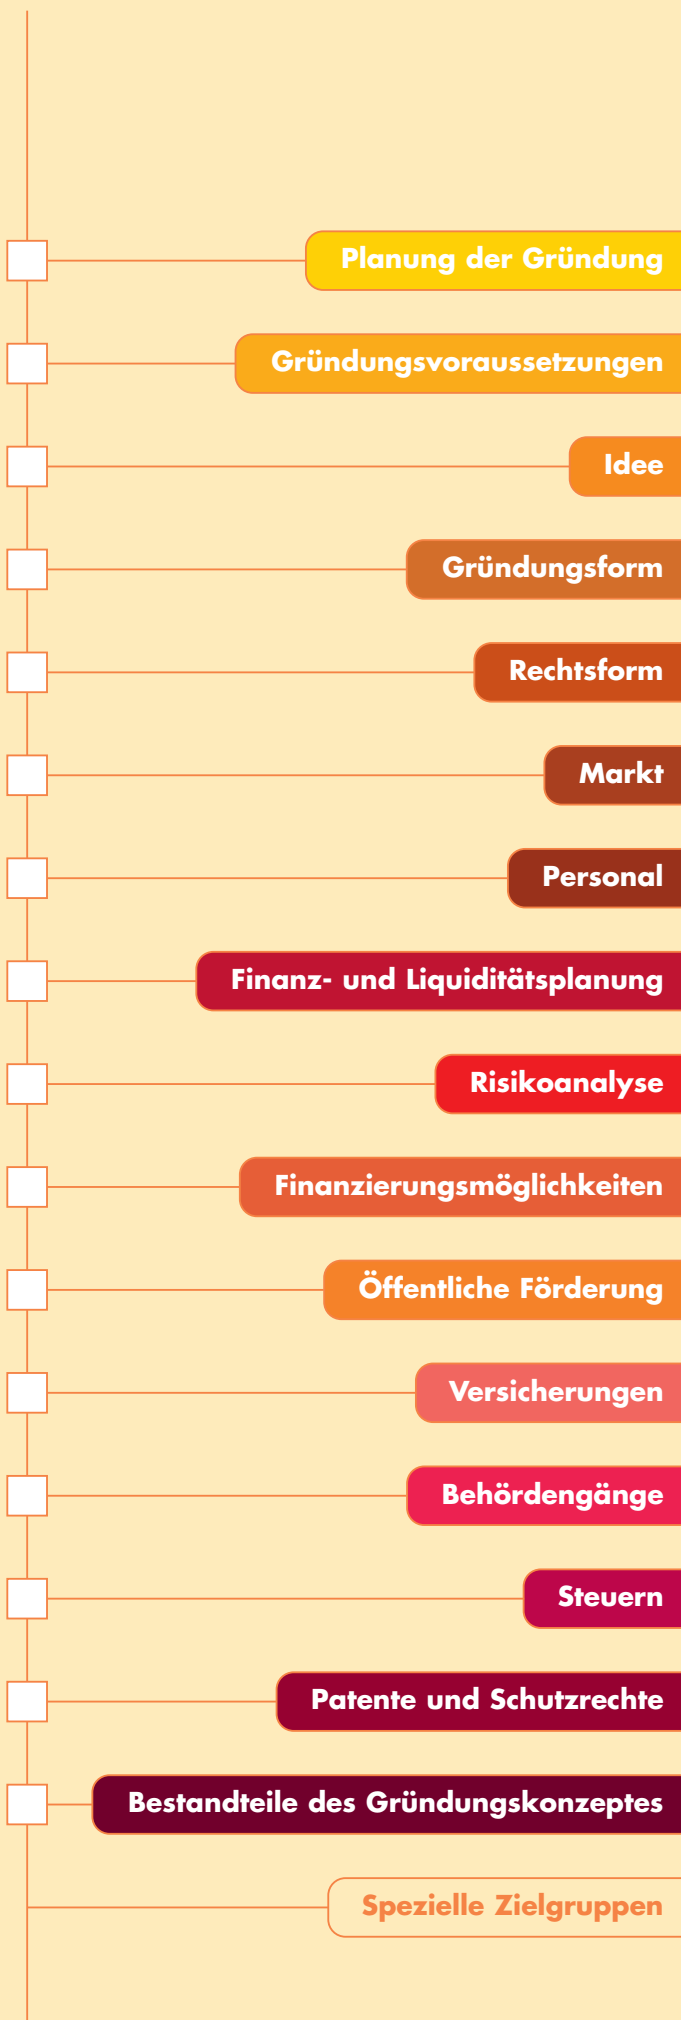 Planung der Gründung
Gründungsvoraussetzungen
Idee
Gründungsform
Rechtsform
Markt
Personal
Finanz- und Liquiditätsplanung
Risikoanalyse
Finanzierungsmöglichkeiten
Öffentliche Förderung
Versicherungen
Behördengänge
Steuern
Patente und Schutzrechte
Bestandteile des Gründungskonzeptes
Spezielle Zielgruppen